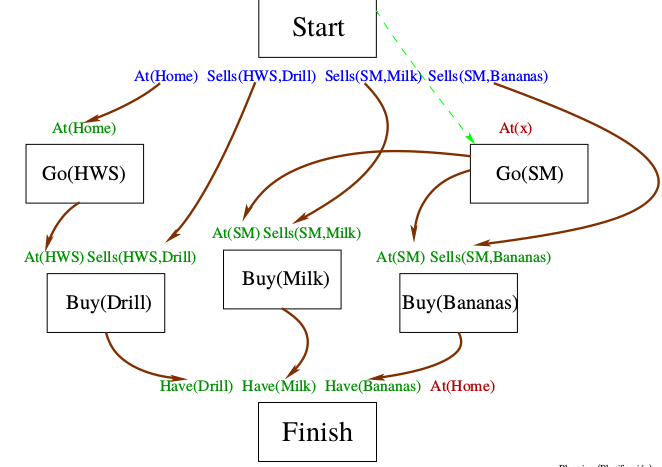 Start
At(Home) Sells(HWS,Drill) Sells(SM,Milk) Sells(SM,Bananas)
At(Home)
At(x)
Go(HWS)
Go(SM)
At(SM) Sells(SM,Milk)
At(HWS) Sells(HWS,Drill)
At(SM) Sells(SM,Bananas)
Buy(Drill)
Buy(Milk)
Buy(Bananas)
Have(Drill) Have(Milk) Have(Bananas) At(Home)
Finish